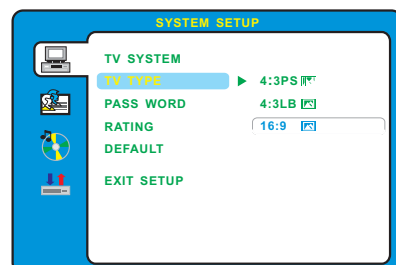 SYSTEM SETUP
TV SYSTEM
TV TYPE 4:3PS
PASS WORD 4:3LB
RATING 16:9
DEFAULT
EXIT SETUP